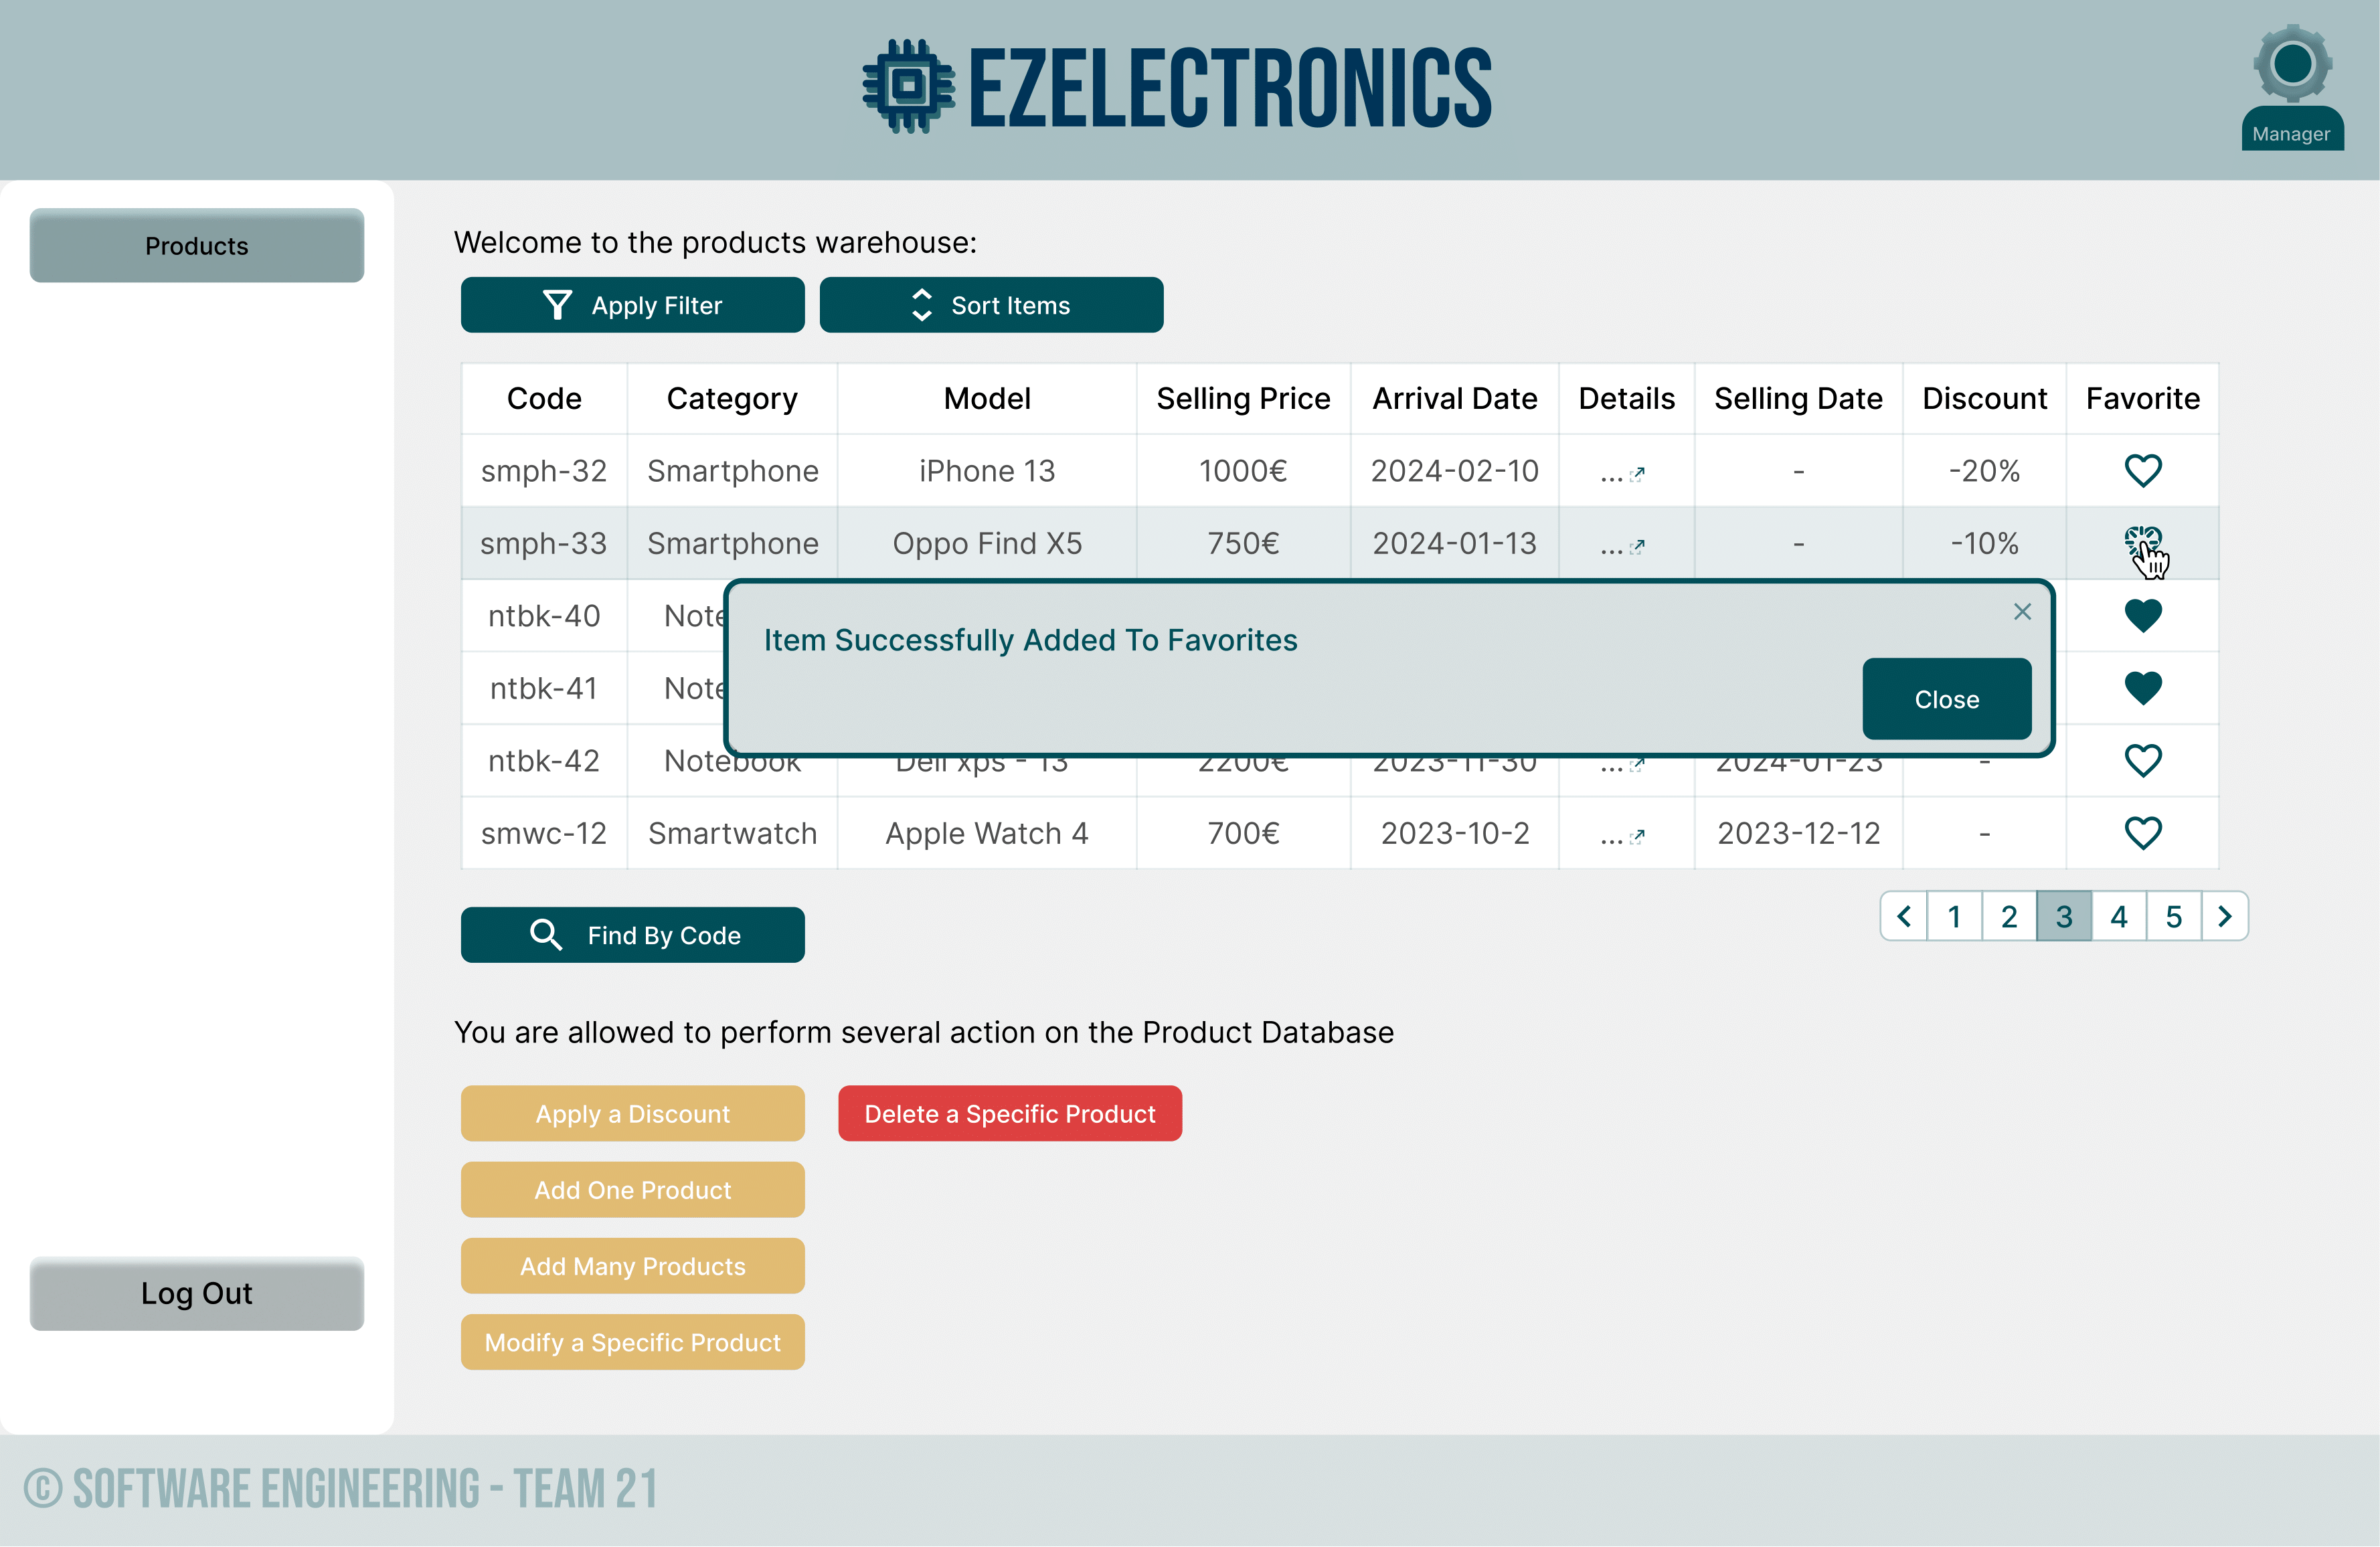 EZELECTRONICS
Manager
Products
Welcome to the products warehouse:
Apply Filter Sort Items
Code Category Model Selling Price Arrival Date Details Selling Date Discount Favorite
smph-32 Smartphone iPhone 13 1000€ 2024-02-10 ... - -20%
smph-33 Smartphone Oppo Find X5 750€ 2024-01-13 ... - -10%
ntbk-40 Note
Item Successfully Added To Favorites
ntbk-41 Note
Close
ntbk-42 Notebook Dell xps - 13 2200€ 2023-11-30 ... 2024-01-23 -
smwc-12 Smartwatch Apple Watch 4 700€ 2023-10-2 ... 2023-12-12 -
1 2 3 4 5
Find By Code
You are allowed to perform several action on the Product Database
Apply a Discount Delete a Specific Product
Add One Product
Add Many Products
Log Out
Modify a Specific Product
© SOFTWARE ENGINEERING - TEAM 21